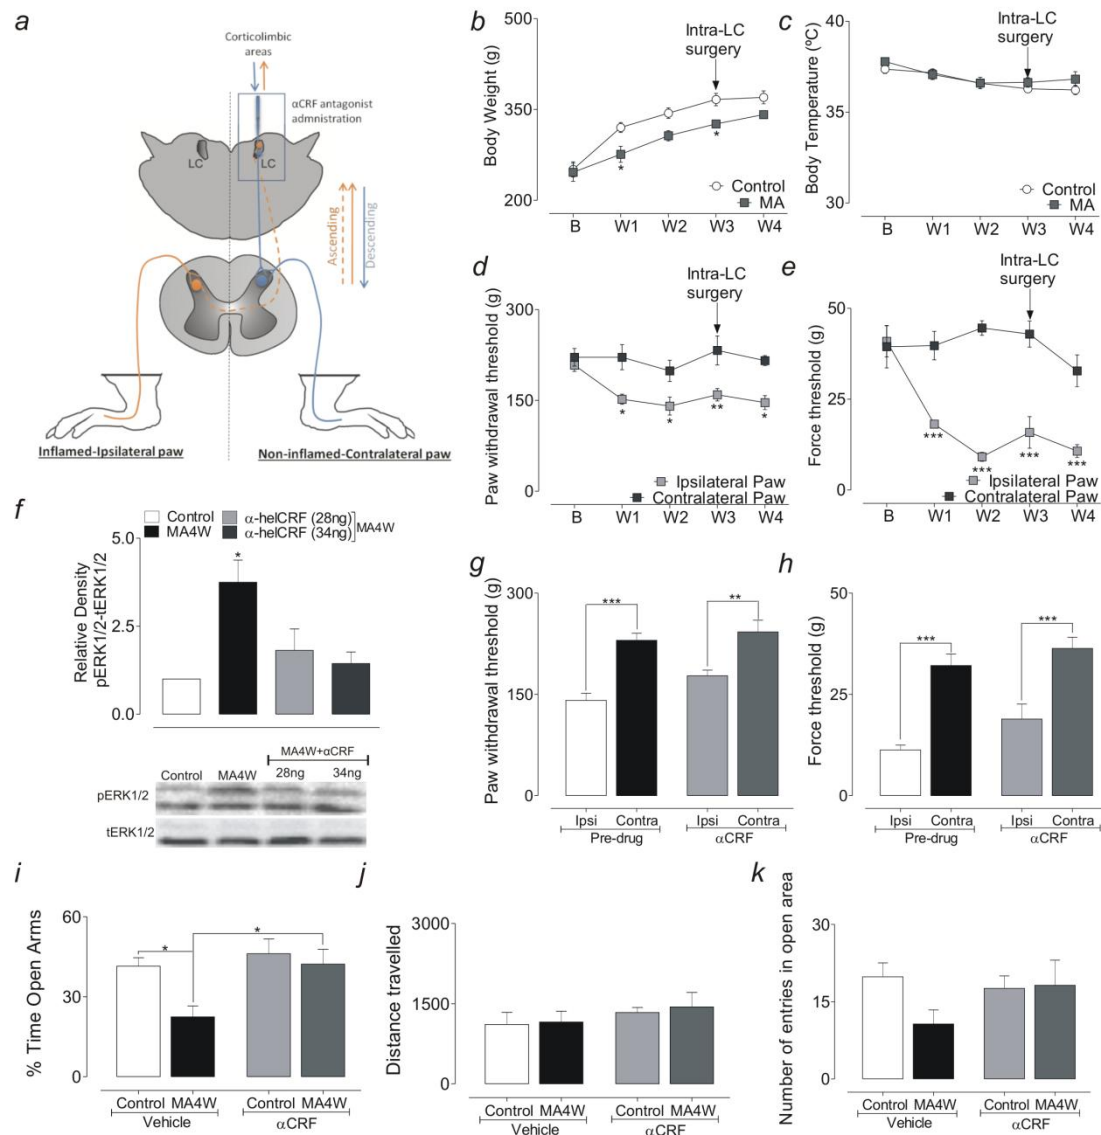 a
Corticolimbic
areas
αCRF antagonist
admnistration
LC
LC
Ascending
Descending
Inflamed-Ipsilateral paw
Non-inflamed-Contralateral paw
b
Intra-LC
surgery
Body Weight (g)
500
350
200
*
*
Control
MA
B W1 W2 W3 W4
c
Intra-LC
surgery
Body Temperature (ºC)
40
35
30
Control
MA
B W1 W2 W3 W4
d
Intra-LC
surgery
Paw withdrawal threshold (g)
300
150
0
* * ** *
Ipsilateral Paw
Contralateral Paw
B W1 W2 W3 W4
e
Intra-LC
surgery
Force threshold (g)
50
25
0
*** *** *** ***
Ipsilateral Paw
Contralateral Paw
B W1 W2 W3 W4
f
Control
MA4W
α-helCRF (28ng)
α-helCRF (34ng)
MA4W
Relative Density
pERK1/2-tERK1/2
5.0
2.5
0.0
*
MA4W+αCRF
Control MA4W 28ng 34ng
pERK1/2
tERK1/2
g
Paw withdrawal threshold (g)
300
150
0
*** **
Ipsi Contra Ipsi Contra
Pre-drug αCRF
h
Force threshold (g)
50
25
0
*** ***
Ipsi Contra Ipsi Contra
Pre-drug αCRF
i
% Time Open Arms
60
30
0
* *
Control MA4W Control MA4W
Vehicle αCRF
j
Distance travelled
3000
1500
0
Control MA4W Control MA4W
Vehicle αCRF
k
Number of entries in open area
30
15
0
Control MA4W Control MA4W
Vehicle αCRF